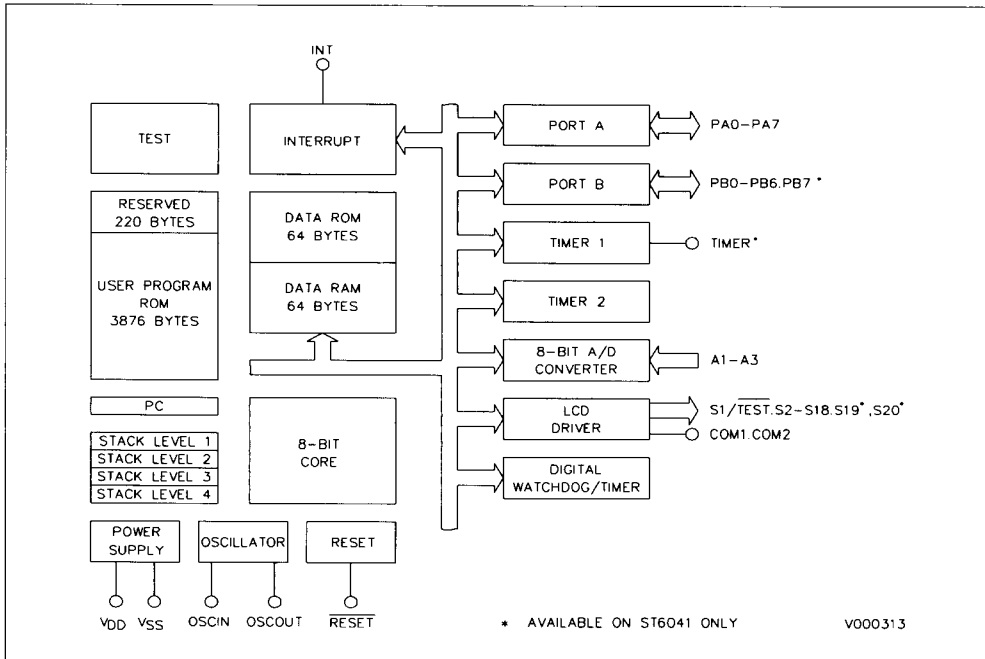 INT
TEST
INTERRUPT
PORT A
PA0-PA7
RESERVED
220 BYTES
DATA ROM
64 BYTES
PORT B
PB0-PB6.PB7 *
USER PROGRAM
ROM
3876 BYTES
DATA RAM
64 BYTES
TIMER 1
TIMER*
TIMER 2
8-BIT A/D
CONVERTER
A1-A3
PC
LCD
DRIVER
S1/T̅E̅S̅T̅.S2-S18.S19*,S20*
COM1.COM2
STACK LEVEL 1
STACK LEVEL 2
STACK LEVEL 3
STACK LEVEL 4
8-BIT
CORE
DIGITAL
WATCHDOG/TIMER
POWER
SUPPLY
OSCILLATOR
RESET
VDD
VSS
OSCIN
OSCOUT
R̅E̅S̅E̅T̅
* AVAILABLE ON ST6041 ONLY
V000313